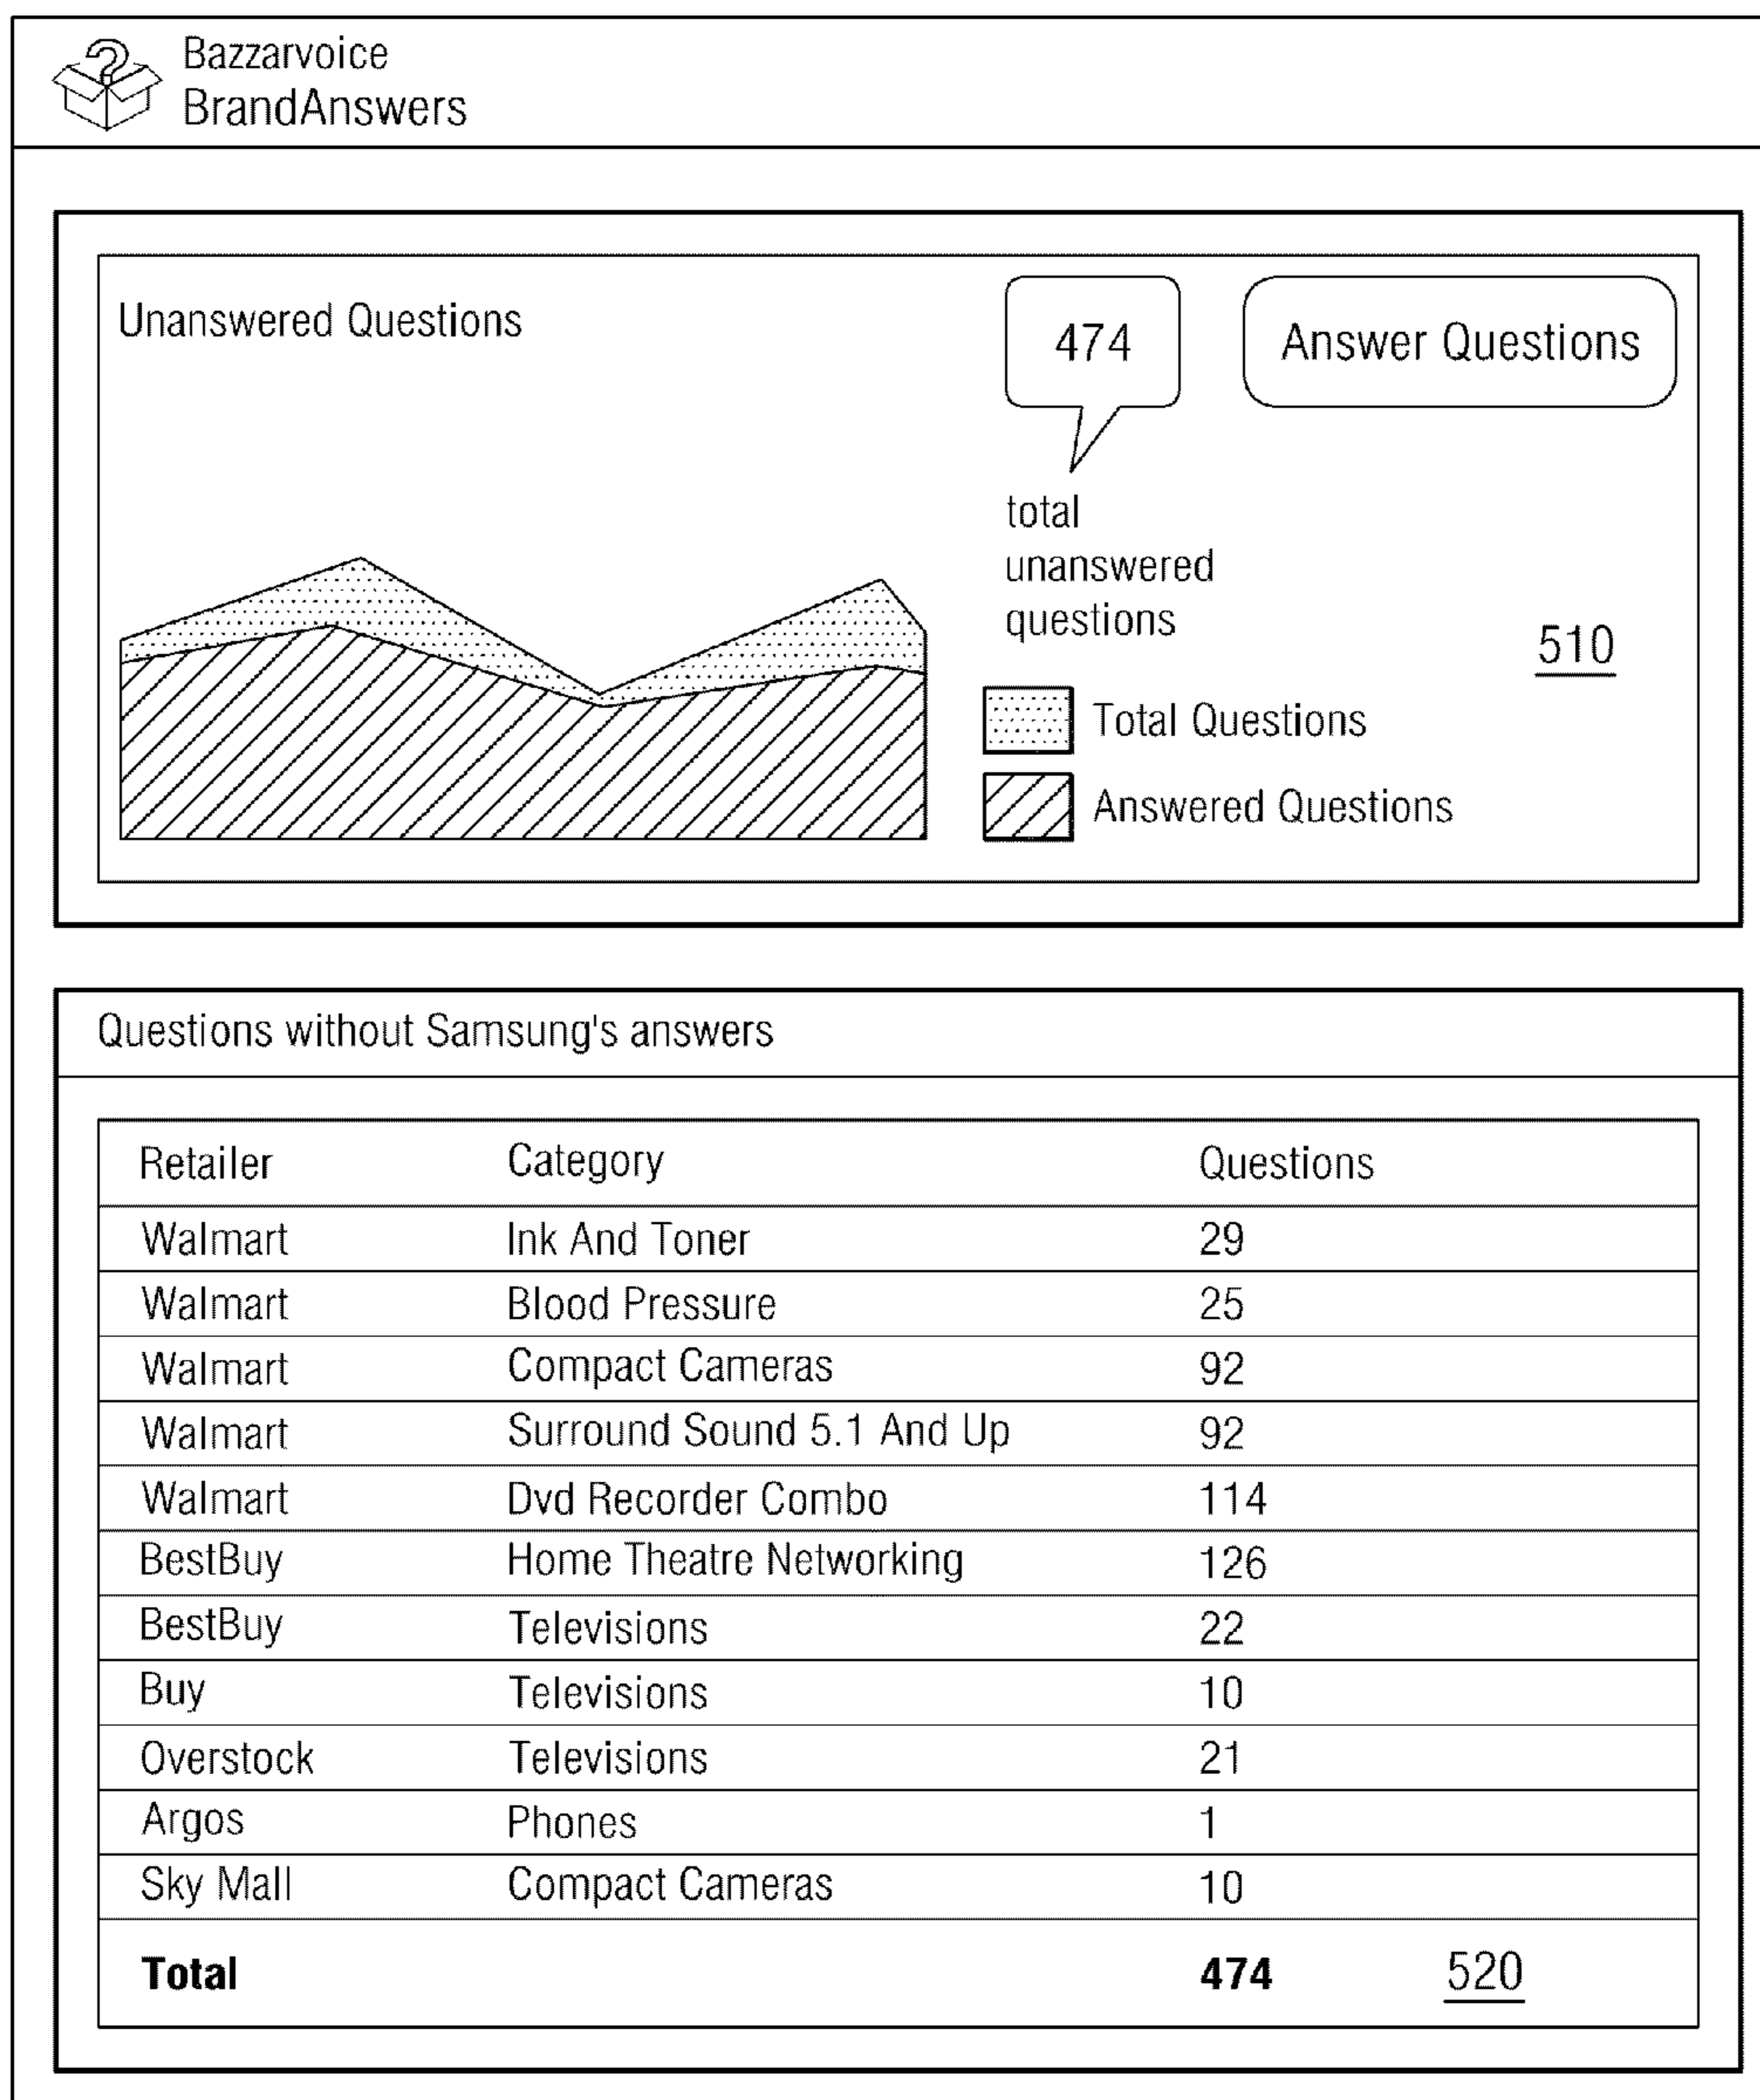 Bazzarvoice
BrandAnswers
Unanswered Questions
474
Answer Questions
total
unanswered
questions
510
Total Questions
Answered Questions
Questions without Samsung's answers
Retailer Category Questions
Walmart Ink And Toner 29
Walmart Blood Pressure 25
Walmart Compact Cameras 92
Walmart Surround Sound 5.1 And Up 92
Walmart Dvd Recorder Combo 114
BestBuy Home Theatre Networking 126
BestBuy Televisions 22
Buy Televisions 10
Overstock Televisions 21
Argos Phones 1
Sky Mall Compact Cameras 10
Total 474 520